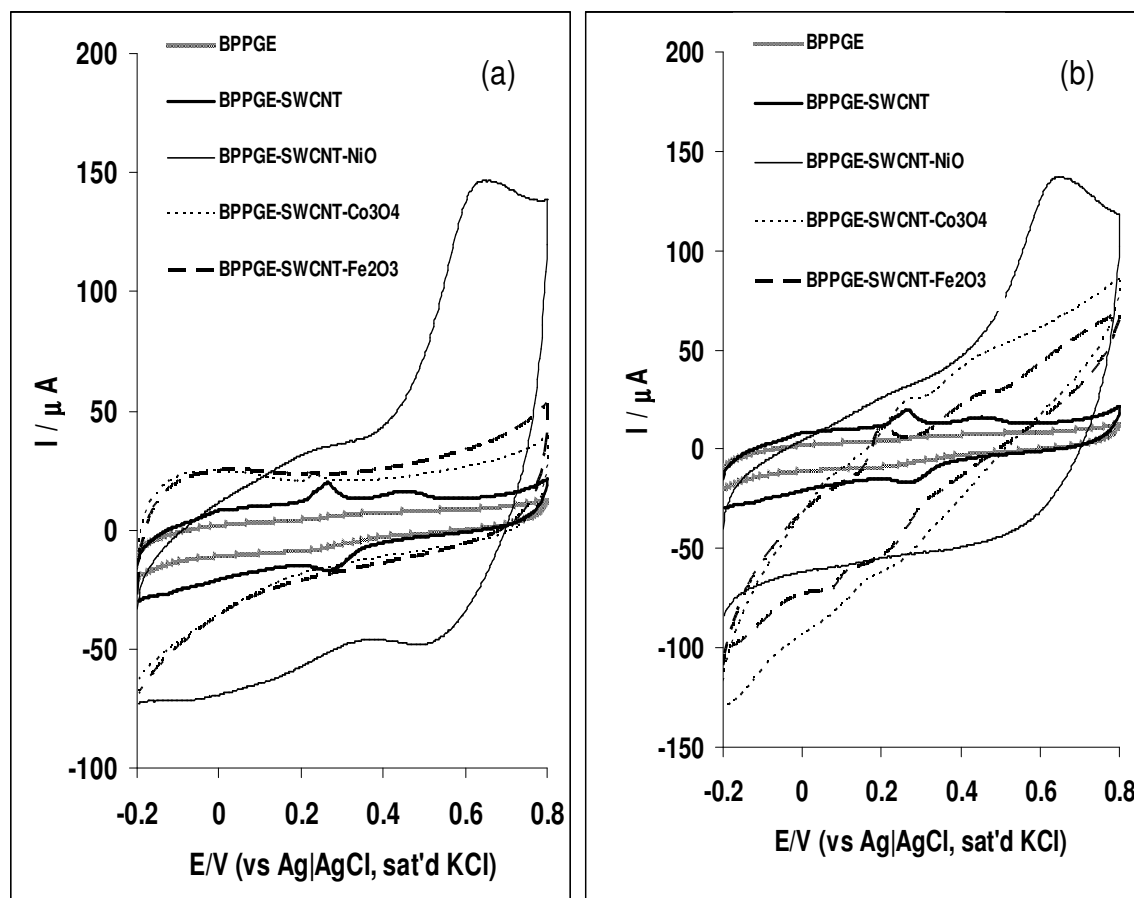 200
150
100
50
0
-50
-100
I / µA
BPPGE
BPPGE-SWCNT
BPPGE-SWCNT-NiO
BPPGE-SWCNT-Co3O4
BPPGE-SWCNT-Fe2O3
(a)
-0.2 0 0.2 0.4 0.6 0.8
E/V (vs Ag|AgCl, sat'd KCl)
200
150
100
50
0
-50
-100
-150
I / µA
BPPGE
BPPGE-SWCNT
BPPGE-SWCNT-NiO
BPPGE-SWCNT-Co3O4
BPPGE-SWCNT-Fe2O3
(b)
-0.2 0 0.2 0.4 0.6 0.8
E/V (vs Ag|AgCl, sat'd KCl)